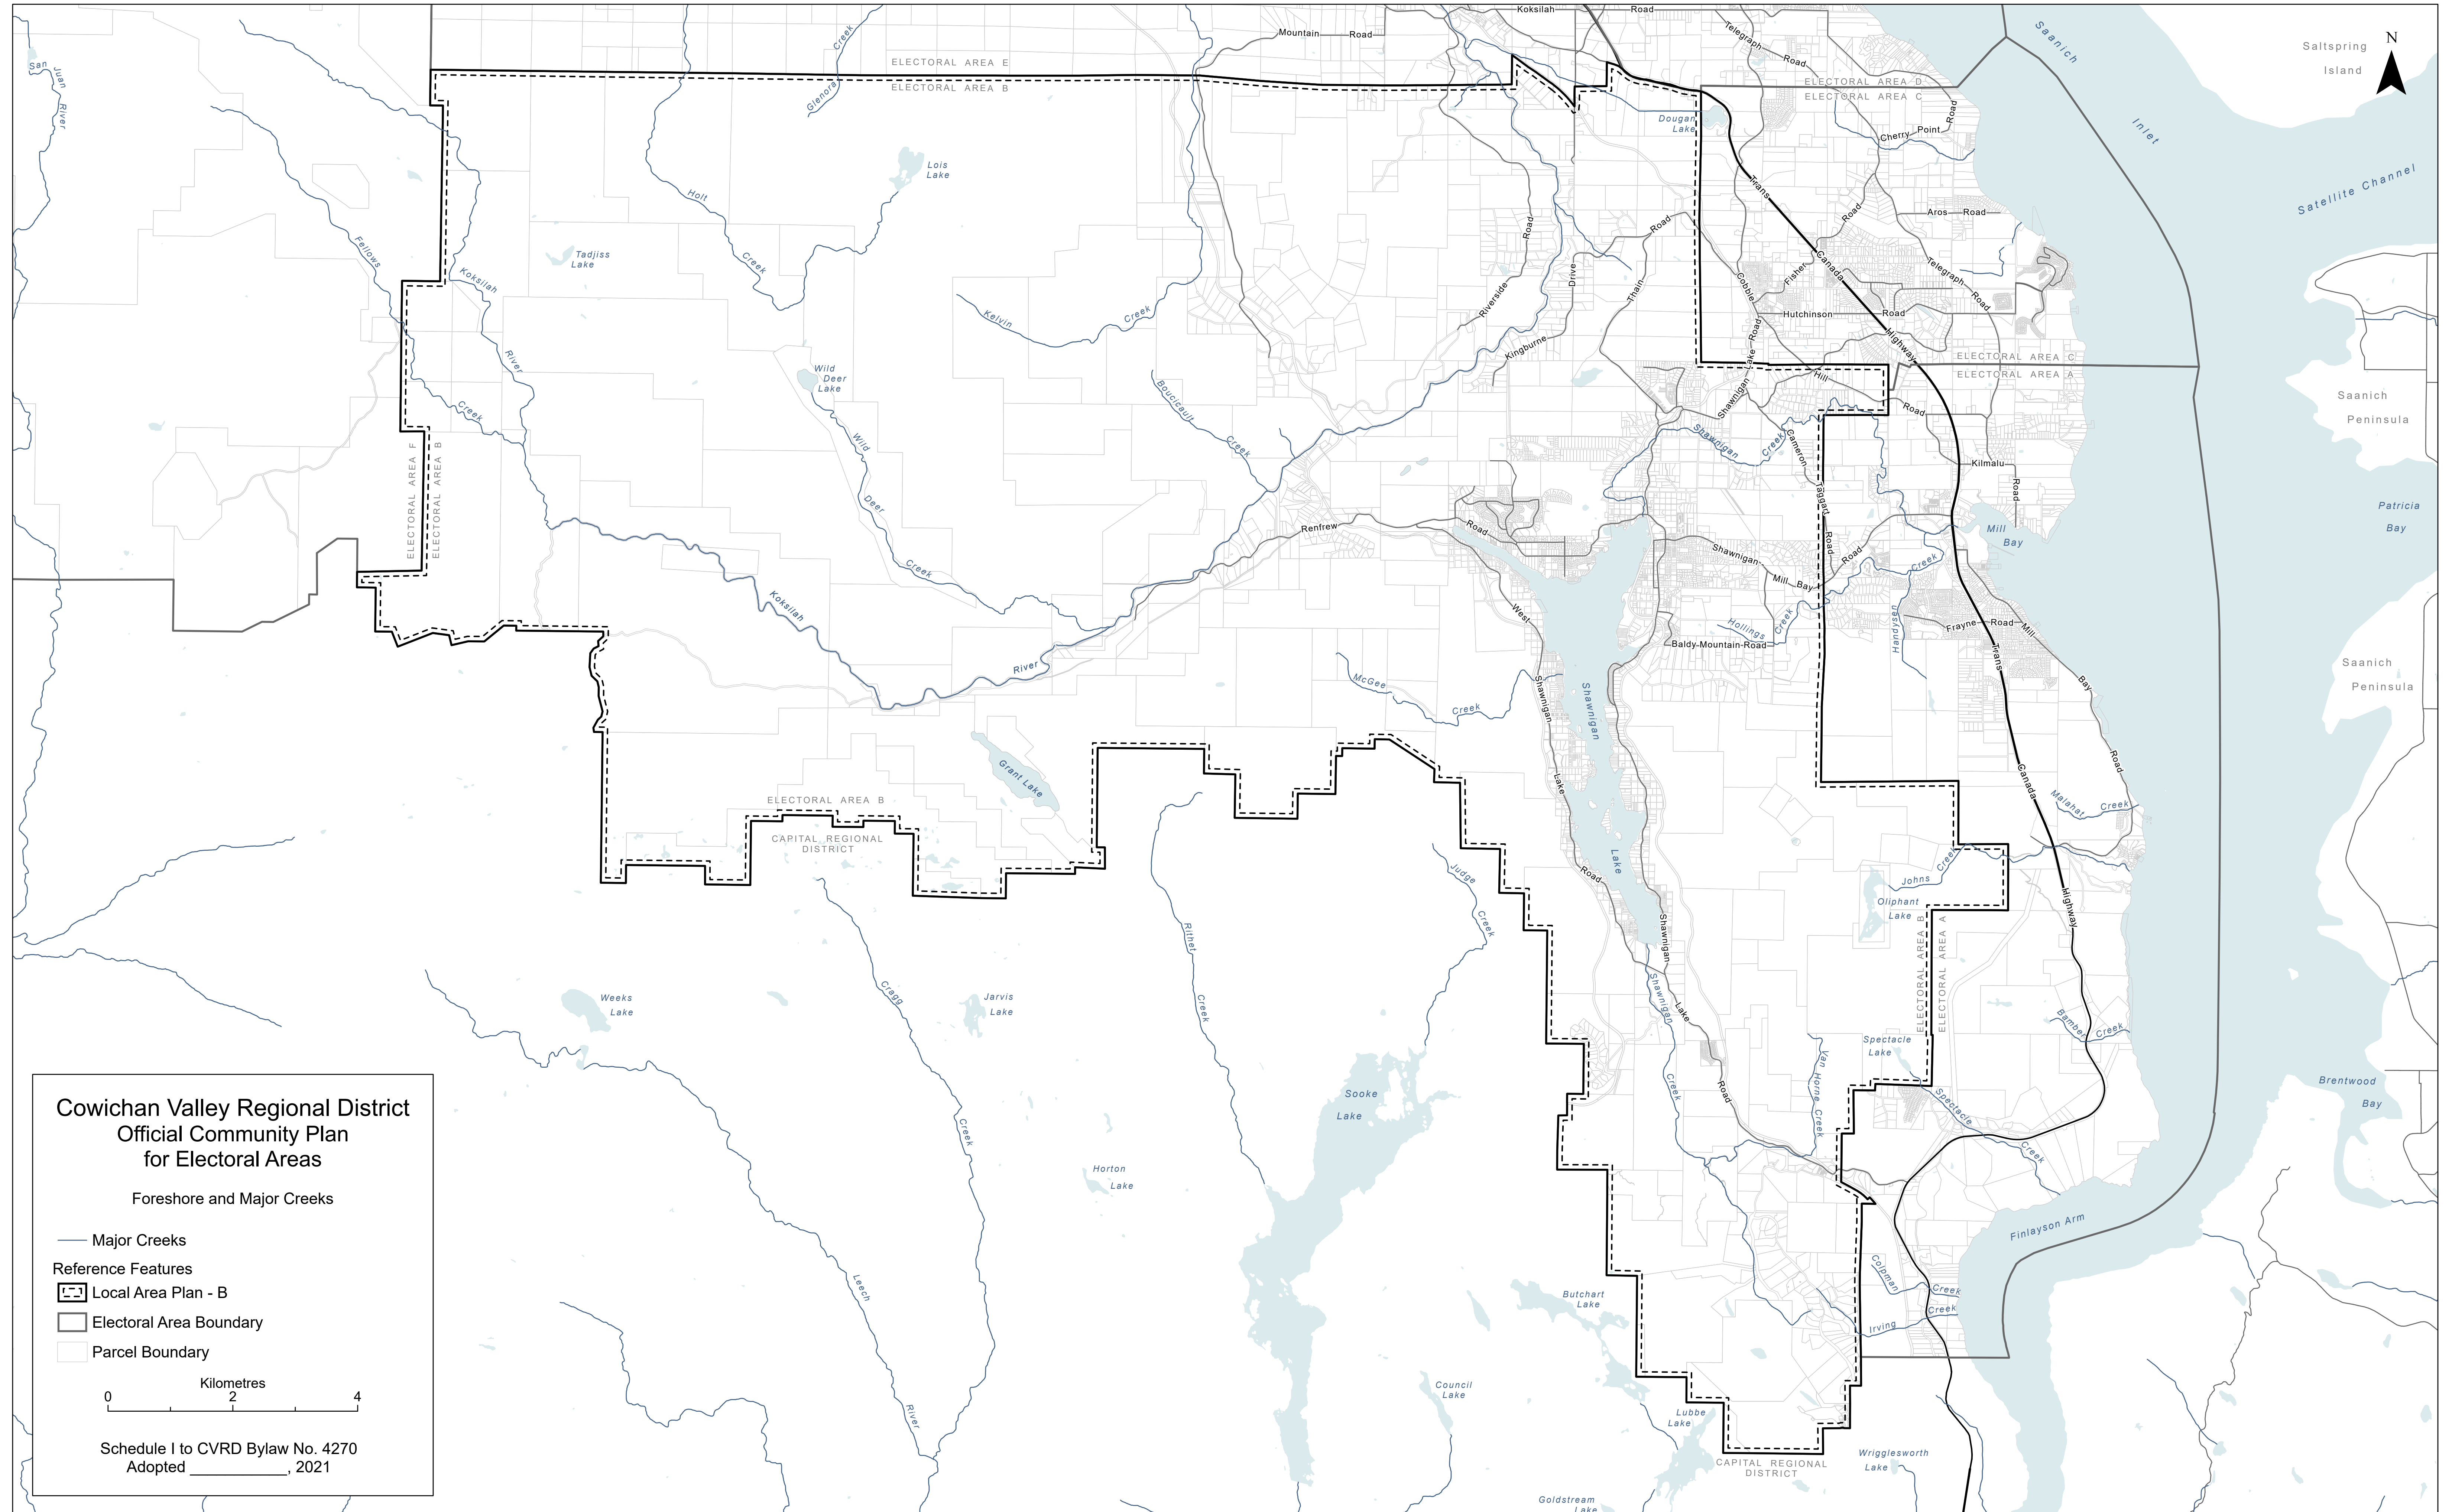 Koksilah Road
Mountain Road
Telegraph Road
Saanich Inlet
Saltspring
Island
N
San Juan River
Glenora Creek
ELECTORAL AREA E
ELECTORAL AREA B
ELECTORAL AREA D
ELECTORAL AREA C
Dougan
Lake
Cherry Point Road
Satellite Channel
Lois
Lake
Holt Creek
Fellows Creek
Koksilah River
Tadjiss
Lake
Trans Canada Highway
Aros Road
Riverside Road
Thain Road
Kingburne Drive
Cobble Hill Road
Fisher Road
Telegraph Road
Hutchinson Road
Shawnigan Lake Road
Kelvin Creek
ELECTORAL AREA C
ELECTORAL AREA A
Wild
Deer
Lake
Boucicault Creek
Wild Deer Creek
Saanich
Peninsula
ELECTORAL AREA F
ELECTORAL AREA B
Shawnigan Creek
Cameron Taggart Road
Kilmalu Road
Mill
Bay
Patricia
Bay
Renfrew Road
Shawnigan Mill Bay Road
Koksilah River
West Shawnigan Lake Road
Hollings Creek
Handysen Creek
Frayne Road
Mill Bay Road
Baldy Mountain Road
McGee Creek
Shawnigan Lake
Saanich
Peninsula
Trans Canada Highway
Grant Lake
ELECTORAL AREA B
CAPITAL REGIONAL
DISTRICT
Malahat Creek
Judge Creek
Johns Creek
Oliphant
Lake
ELECTORAL AREA B
ELECTORAL AREA A
Rithet Creek
Cragg Creek
Weeks
Lake
Jarvis
Lake
Shawnigan Creek
Shawnigan Lake Road
Spectacle
Lake
Van Horne Creek
Bamber Creek
Spectacle Creek
Sooke
Lake
Brentwood
Bay
Horton
Lake
Finlayson Arm
Leech River
Butchart
Lake
Colpman Creek
Irving Creek
Council
Lake
Lubbe
Lake
Wrigglesworth
Lake
CAPITAL REGIONAL
DISTRICT
Goldstream
Lake
Cowichan Valley Regional District
Official Community Plan
for Electoral Areas
Foreshore and Major Creeks
Major Creeks
Reference Features
Local Area Plan - B
Electoral Area Boundary
Parcel Boundary
Kilometres
0 2 4
Schedule I to CVRD Bylaw No. 4270
Adopted ____________, 2021